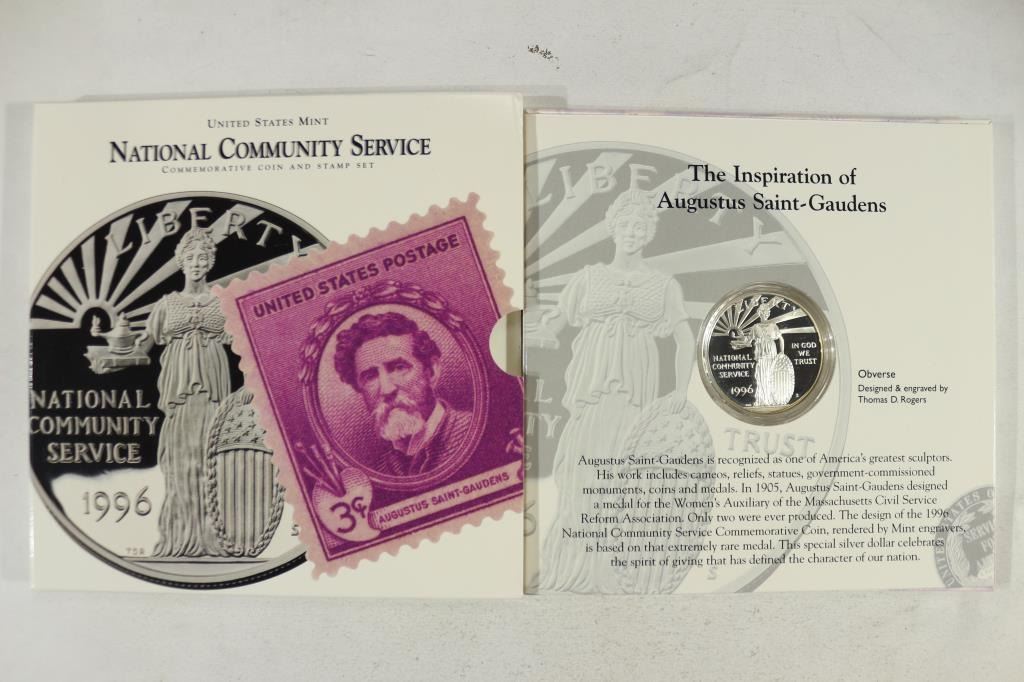 UNITED STATES MINT
NATIONAL COMMUNITY SERVICE
COMMEMORATIVE COIN AND STAMP SET
LIBERTY
NATIONAL
COMMUNITY
SERVICE
1996
TDR
UNITED STATES POSTAGE
3¢
AUGUSTUS SAINT-GAUDENS
The Inspiration of
Augustus Saint-Gaudens
LIBERTY
TRUST
LIBERTY
NATIONAL
COMMUNITY
SERVICE
1996
IN GOD
WE
TRUST
Obverse
Designed & engraved by
Thomas D. Rogers
Augustus Saint-Gaudens is recognized as one of America's greatest sculptors.
His work includes cameos, reliefs, statues, government-commissioned
monuments, coins and medals. In 1905, Augustus Saint-Gaudens designed
a medal for the Women's Auxiliary of the Massachusetts Civil Service
Reform Association. Only two were ever produced. The design of the 1996
National Community Service Commemorative Coin, rendered by Mint engravers,
is based on that extremely rare medal. This special silver dollar celebrates
the spirit of giving that has defined the character of our nation.